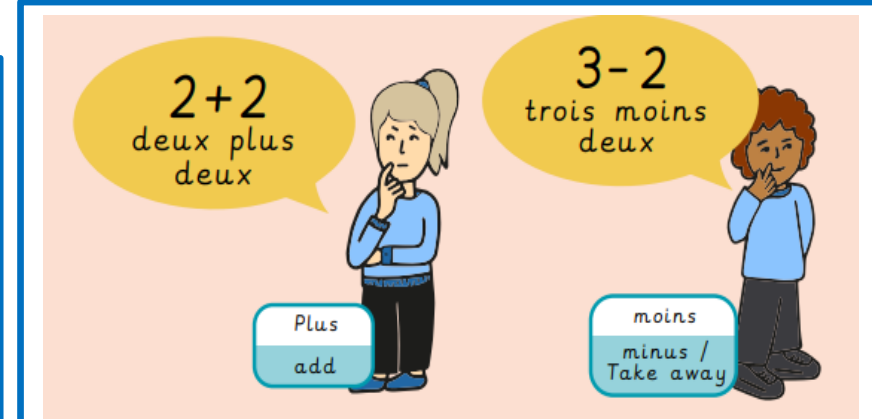 2+2
deux plus
deux
Plus
add
3-2
trois moins
deux
moins
minus /
Take away